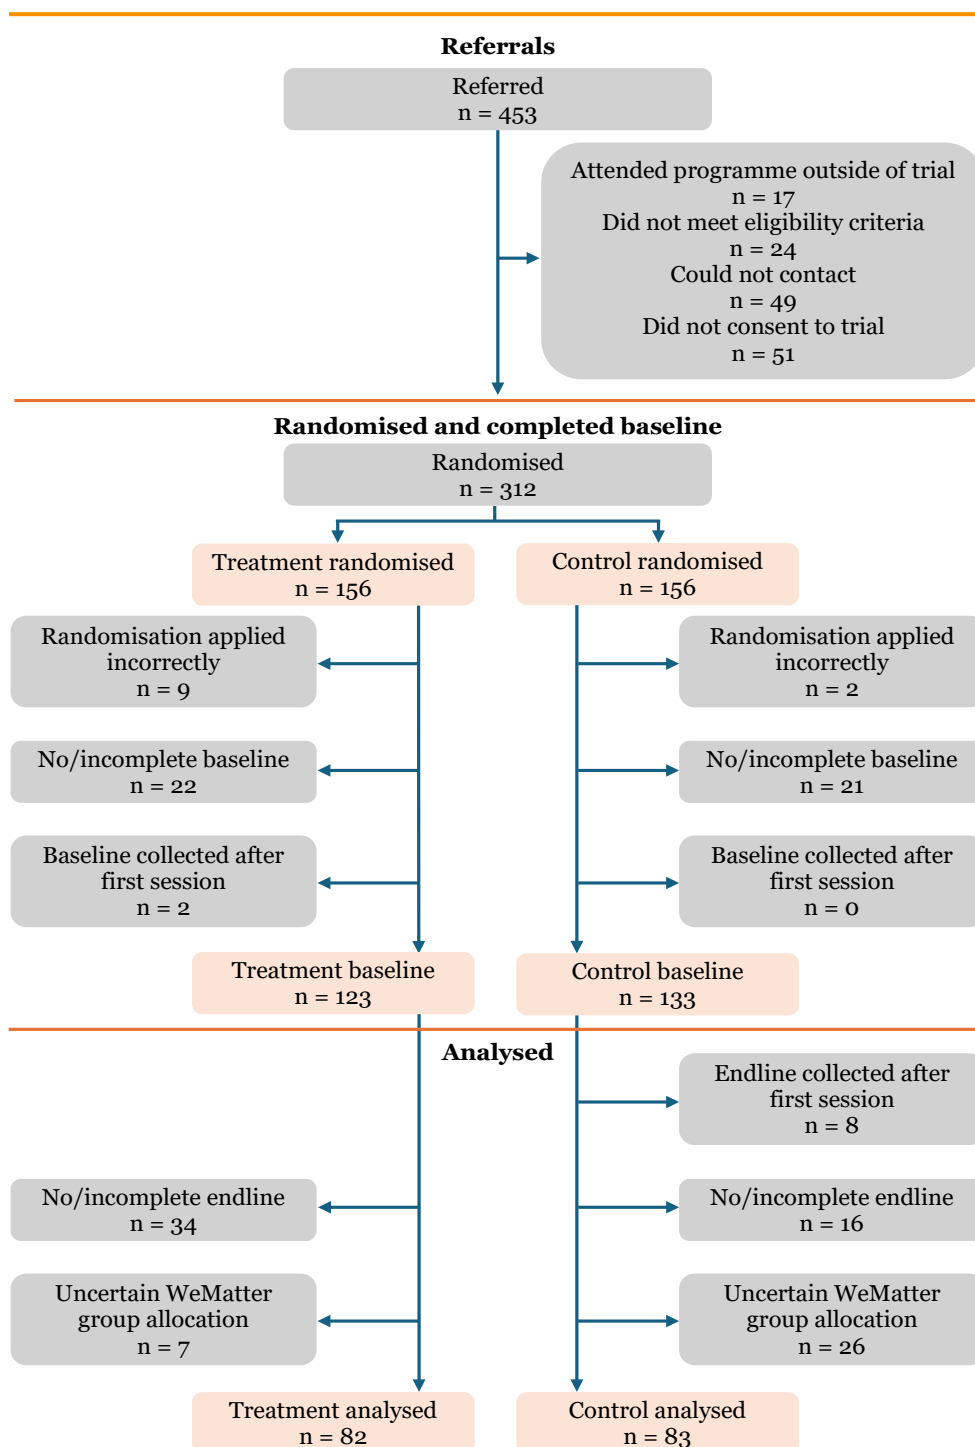 Referrals
Referred
n = 453
Attended programme outside of trial
n = 17
Did not meet eligibility criteria
n = 24
Could not contact
n = 49
Did not consent to trial
n = 51
Randomised and completed baseline
Randomised
n = 312
Treatment randomised
n = 156
Control randomised
n = 156
Randomisation applied
incorrectly
n = 9
Randomisation applied
incorrectly
n = 2
No/incomplete baseline
n = 22
No/incomplete baseline
n = 21
Baseline collected after
first session
n = 2
Baseline collected after
first session
n = 0
Treatment baseline
n = 123
Control baseline
n = 133
Analysed
Endline collected after
first session
n = 8
No/incomplete endline
n = 34
No/incomplete endline
n = 16
Uncertain WeMatter
group allocation
n = 7
Uncertain WeMatter
group allocation
n = 26
Treatment analysed
n = 82
Control analysed
n = 83